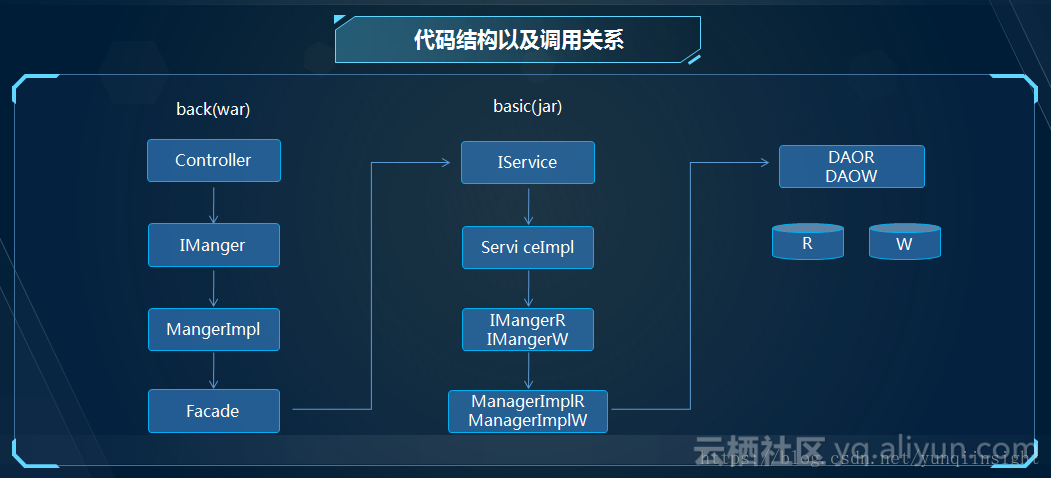 代码结构以及调用关系
back(war)
Controller
IManger
MangerImpl
Facade
basic(jar)
IService
Servi ceImpl
IMangerR
IMangerW
ManagerImplR
ManagerImplW
DAOR
DAOW
R
W
云栖社区 yq.aliyun.com
https://blog.csdn.net/yunqiinsight